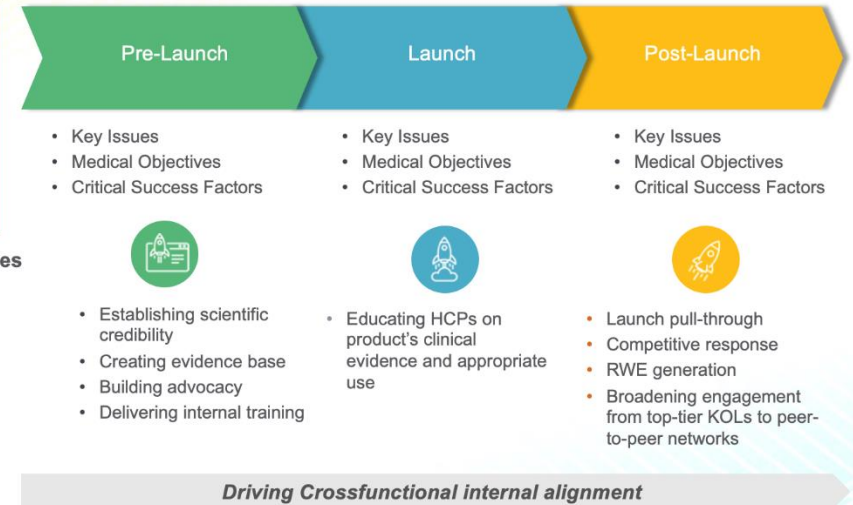 Pre-Launch
Launch
Post-Launch
• Key Issues
• Medical Objectives
• Critical Success Factors
• Key Issues
• Medical Objectives
• Critical Success Factors
• Key Issues
• Medical Objectives
• Critical Success Factors
es
• Establishing scientific
credibility
• Creating evidence base
• Building advocacy
• Delivering internal training
• Educating HCPs on
product's clinical
evidence and appropriate
use
• Launch pull-through
• Competitive response
• RWE generation
• Broadening engagement
from top-tier KOLs to peer-
to-peer networks
Driving Crossfunctional internal alignment